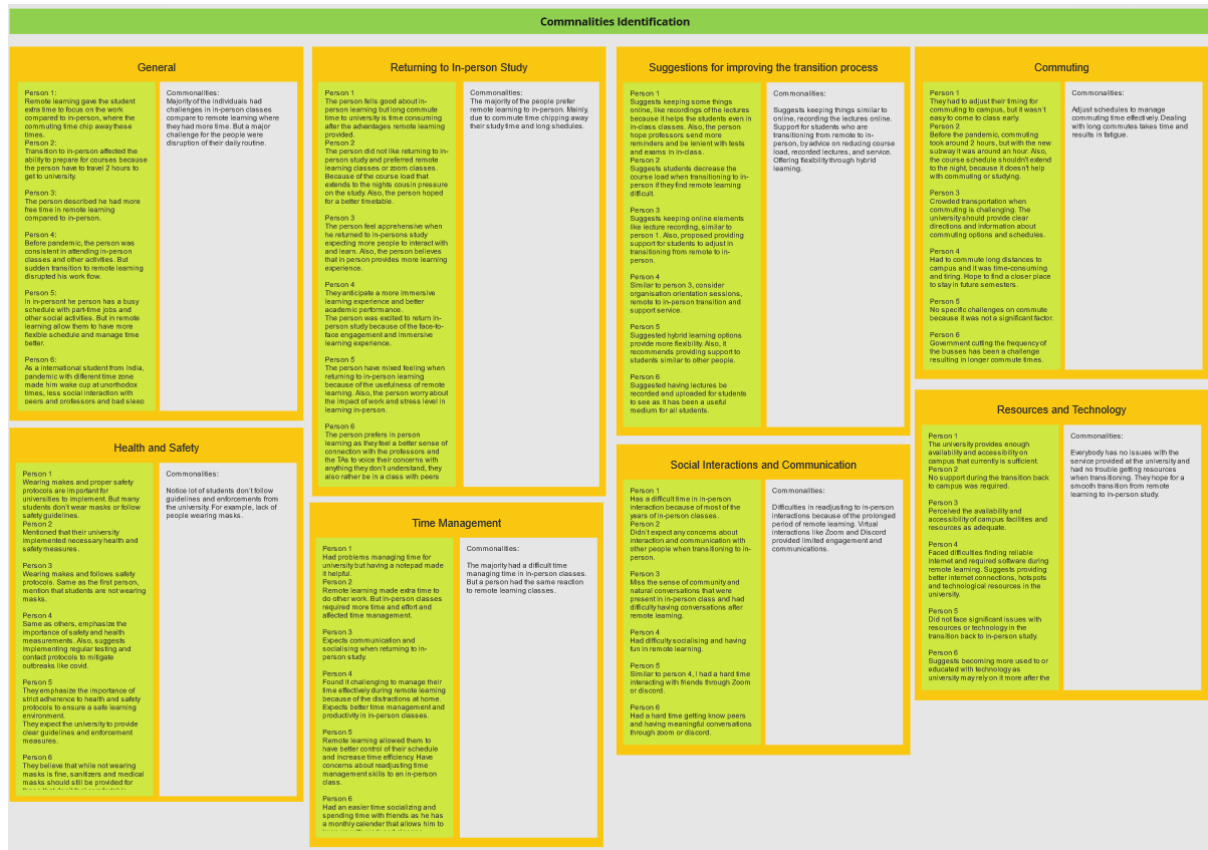 Commnalities Identification
General
Person 1:
Remote learning gave the student
extra time to focus on the work
compared to in-person, where
the commuting time chip away these
times.
Person 2:
Transition to in-person affected the
ability to prepare for courses because
the person have to travel 2 hours to
get to university.
Person 3:
The person described he had more
free time in remote learning
compared to in-person.
Person 4:
Before pandemic, the person was
consistent in attending in-person
classes and other activities. But
sudden transition to remote learning
disrupted his work flow.
Person 5:
In in-persont he person has a busy
schedule with part-time jobs and
other social activities. But in remote
learning allow them to have more
flexible schedule and manage time
better.
Person 6:
As a international student from India,
pandemic with different time zone
made him wake cup at unorthodox
times, less social interaction with
peers and professors and bad sleep
Commonalities:
Majority of the individuals had
challenges in in-person classes
compare to remote learning where
they had more time. But a major
challenge for the people were
disruption of their daily routine.
Returning to In-person Study
Person 1
The person fells good about in-
person learning but long commute
time to university is time consuming
after the advantages remote learning
provided.
Person 2
The person did not like returning to in-
person study and preferred remote
learning classes or zoom classes.
Because of the course load that
extends to the nights cousin pressure
on the study. Also, the person hoped
for a better timetable.
Person 3
The person feel apprehensive when
he returned to in-persons study
expecting more people to interact with
and learn. Also, the person believes
that in person provides more learning
experience.
Person 4
They anticipate a more immersive
learning experience and better
academic performance.
The person was excited to return in-
person study because of the face-to-
face engagement and immersive
learning experience.
Person 5
The person have mixed feeling when
returning to in-person learning
because of the usefulness of remote
learning. Also, the person worry about
the impact of work and stress level in
learning in-person.
Person 6
The person prefers in person
learning as they feel a better sense of
connection with the professors and
the TAs to voice their concerns with
anything they don't understand, they
also rather be in a class with peers
Commonalities:
The majority of the people prefer
remote learning to in-person. Mainly,
due to commute time chipping away
their study time and long shedules.
Suggestions for improving the transition process
Person 1
Suggests keeping some things
online, like recordings of the lectures
because it helps the students even in
in-class classes. Also, the person
hope professors send more
reminders and be lenient with tests
and exams in in-class.
Person 2
Suggests students decrease the
course load when transitioning to in-
person if they find remote learning
difficult.
Person 3
Suggests keeping online elements
like lecture recording, similar to
person 1. Also, proposed providing
support for students to adjust in
transitioning from remote to in-
person.
Person 4
Similar to person 3, consider
organisation orientation sessions,
remote to in-person transition and
support service.
Person 5
Suggested hybrid learning options
provide more flexibility. Also, it
recommends providing support to
students similar to other people.
Person 6
Suggested having lectures be
recorded and uploaded for students
to see as it has been a useful
medium for all students.
Commonalities:
Suggests keeping things similar to
online, recording the lectures online.
Support for students who are
transitioning from remote to in-
person, by advice on reducing course
load, recorded lectures, and service.
Offering flexibility through hybrid
learning.
Commuting
Person 1
They had to adjust their timing for
commuting to campus, but it wasn't
easy to come to class early.
Person 2
Before the pandemic, commuting
took around 2 hours, but with the new
subway it was around an hour. Also,
the course schedule shouldn't extend
to the night, because it doesn't help
with commuting or studying.
Person 3
Crowded transportation when
commuting is challenging. The
university should provide clear
directions and information about
commuting options and schedules.
Person 4
Had to commute long distances to
campus and it was time-consuming
and tiring. Hope to find a closer place
to stay in future semesters.
Person 5
No specific challenges on commute
because it was not a significant factor.
Person 6
Government cutting the frequency of
the busses has been a challenge
resulting in longer commute times.
Commonalities:
Adjust schedules to manage
commuting time effectively. Dealing
with long commutes takes time and
results in fatigue.
Health and Safety
Person 1
Wearing makes and proper safety
protocols are important for
universities to implement. But many
students don't wear masks or follow
safety guidelines.
Person 2
Mentioned that their university
implemented necessary health and
safety measures.
Person 3
Wearing makes and follows safety
protocols. Same as the first person,
mention that students are not wearing
masks.
Person 4
Same as others, emphasize the
importance of safety and health
measurements. Also, suggests
implementing regular testing and
contact protocols to mitigate
outbreaks like covid.
Person 5
They emphasize the importance of
strict adherence to health and safety
protocols to ensure a safe learning
environment.
They expect the university to provide
clear guidelines and enforcement
measures.
Person 6
They believe that while not wearing
masks is fine, sanitizers and medical
masks should still be provided for
Commonalities:
Notice lot of students don't follow
guidelines and enforcements from
the university. For example, lack of
people wearing masks.
Time Management
Person 1
Had problems managing time for
university but having a notepad made
it helpful.
Person 2
Remote learning made extra time to
do other work. But in-person classes
required more time and effort and
affected time management.
Person 3
Expects communication and
socialising when returning to in-
person study.
Person 4
Found it challenging to manage their
time effectively during remote learning
because of the distractions at home.
Expects better time management and
productivity in in-person classes.
Person 5
Remote learning allowed them to
have better control of their schedule
and increase time efficiency. Have
concerns about readjusting time
management skills to an in-person
class.
Person 6
Had an easier time socializing and
spending time with friends as he has
a monthly calender that allows him to
Commonalities:
The majority had a difficult time
managing time in in-person classes.
But a person had the same reaction
to remote learning classes.
Social Interactions and Communication
Person 1
Has a difficult time in in-person
interaction because of most of the
years of in-person classes.
Person 2
Didn't expect any concerns about
interaction and communication with
other people when transitioning to in-
person.
Person 3
Miss the sense of community and
natural conversations that were
present in in-person class and had
difficulty having conversations after
remote learning.
Person 4
Had difficulty socialising and having
fun in remote learning.
Person 5
Similar to person 4, I had a hard time
interacting with friends through Zoom
or discord.
Person 6
Had a hard time getting know peers
and having meaningful conversations
through zoom or discord.
Commonalities:
Difficulties in readjusting to in-person
interactions because of the prolonged
period of remote learning. Virtual
interactions like Zoom and Discord
provided limited engagement and
communications.
Resources and Technology
Person 1
The university provides enough
availability and accessibility on
campus that currently is sufficient.
Person 2
No support during the transition back
to campus was required.
Person 3
Perceived the availability and
accessibility of campus facilities and
resources as adequate.
Person 4
Faced difficulties finding reliable
internet and required software during
remote learning. Suggests providing
better internet connections, hotspots
and technological resources in the
university.
Person 5
Did not face significant issues with
resources or technology in the
transition back to in-person study.
Person 6
Suggests becoming more used to or
educated with technology as
university may rely on it more after the
Commonalities:
Everybody has no issues with the
service provided at the university and
had no trouble getting resources
when transitioning. They hope for a
smooth transition from remote
learning to in-person study.